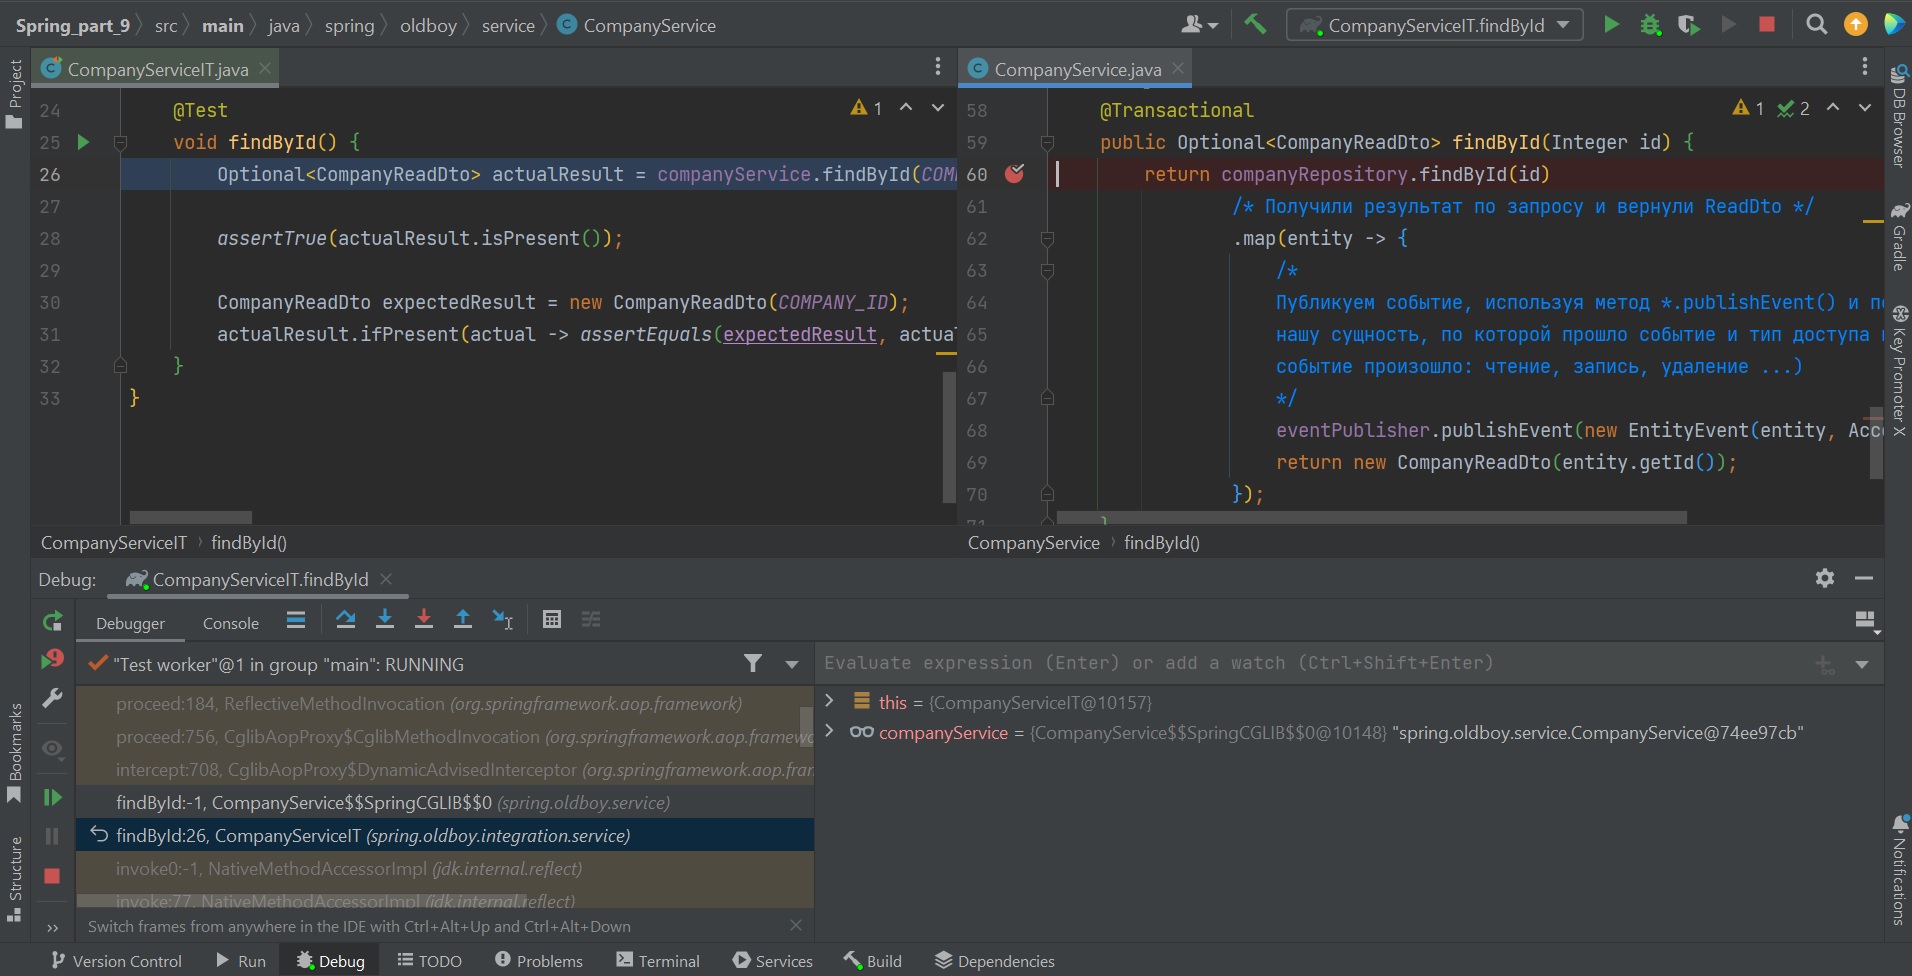 Spring_part_9 src main java spring oldboy service CompanyService CompanyServiceIT.findById
Project
CompanyServiceIT.java
24 @Test 1
25 void findById() {
26 Optional<CompanyReadDto> actualResult = companyService.findById(
27
28 assertTrue(actualResult.isPresent());
29
30 CompanyReadDto expectedResult = new CompanyReadDto(COMPANY_ID);
31 actualResult.ifPresent(actual -> assertEquals(expectedResult, actua
32 }
33 }
CompanyServiceIT findById()
CompanyService.java
58 @Transactional 1 2
59 public Optional<CompanyReadDto> findById(Integer id) {
60 return companyRepository.findById(id)
61 /* Получили результат по запросу и вернули ReadDto */
62 .map(entity -> {
63 /*
64 Публикуем событие, используя метод *.publishEvent() и п
65 нашу сущность, по которой прошло событие и тип доступа
66 событие произошло: чтение, запись, удаление ...)
67 */
68 eventPublisher.publishEvent(new EntityEvent(entity, Acc
69 return new CompanyReadDto(entity.getId());
70 });
71 }
CompanyService findById()
DB Browser
Gradle
Key Promoter X
Notifications
Debug: CompanyServiceIT.findById
Debugger Console
"Test worker"@1 in group "main": RUNNING
proceed:184, ReflectiveMethodInvocation (org.springframework.aop.framework)
proceed:756, CglibAopProxy$CglibMethodInvocation (org.springframework.aop.framewo
intercept:708, CglibAopProxy$DynamicAdvisedInterceptor (org.springframework.aop.fran
findById:-1, CompanyService$$SpringCGLIB$$0 (spring.oldboy.service)
findById:26, CompanyServiceIT (spring.oldboy.integration.service)
invoke0:-1, NativeMethodAccessorImpl (jdk.internal.reflect)
invoke:77, NativeMethodAccessorImpl (jdk.internal.reflect)
Switch frames from anywhere in the IDE with Ctrl+Alt+Up and Ctrl+Alt+Down
Evaluate expression (Enter) or add a watch (Ctrl+Shift+Enter)
this = {CompanyServiceIT@10157}
companyService = {CompanyService$$SpringCGLIB$$0@10148} "spring.oldboy.service.CompanyService@74ee97cb"
Bookmarks
Structure
Version Control Run Debug TODO Problems Terminal Services Build Dependencies